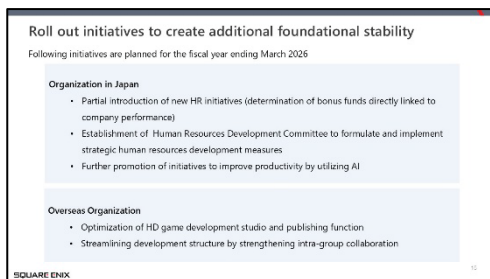 Roll out initiatives to create additional foundational stability
Following initiatives are planned for the fiscal year ending March 2026
Organization in Japan
• Partial introduction of new HR initiatives (determination of bonus funds directly linked to
company performance)
• Establishment of Human Resources Development Committee to formulate and implement
strategic human resources development measures
• Further promotion of initiatives to improve productivity by utilizing AI
Overseas Organization
• Optimization of HD game development studio and publishing function
• Streamlining development structure by strengthening intra-group collaboration
SQUARE ENIX